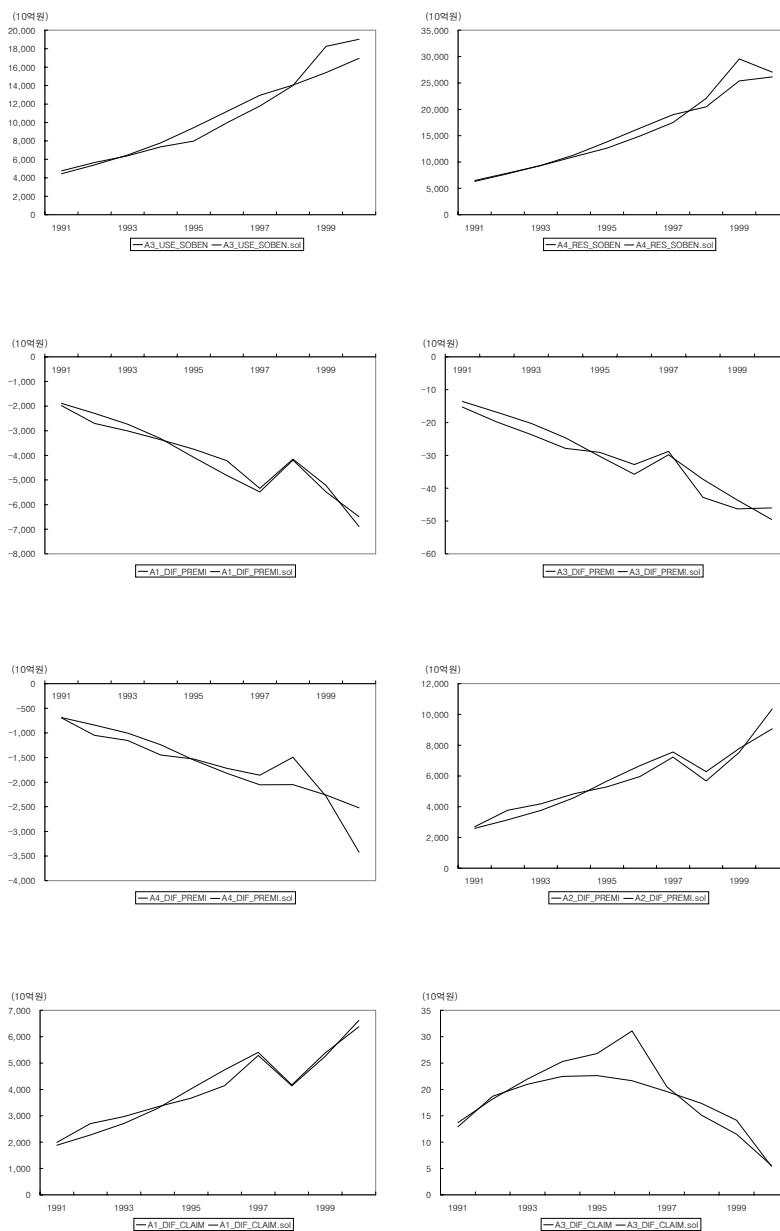 (10억원)
20,000
18,000
16,000
14,000
12,000
10,000
8,000
6,000
4,000
2,000
0
1991 1993 1995 1997 1999
A3_USE_SOBEN A3_USE_SOBEN.sol
(10억원)
35,000
30,000
25,000
20,000
15,000
10,000
5,000
0
1991 1993 1995 1997 1999
A4_RES_SOBEN A4_RES_SOBEN.sol
(10억원)
0
1991 1993 1995 1997 1999
-1,000
-2,000
-3,000
-4,000
-5,000
-6,000
-7,000
-8,000
A1_DIF_PREMI A1_DIF_PREMI.sol
(10억원)
0
1991 1993 1995 1997 1999
-10
-20
-30
-40
-50
-60
A3_DIF_PREMI A3_DIF_PREMI.sol
(10억원)
0
1991 1993 1995 1997 1999
-500
-1,000
-1,500
-2,000
-2,500
-3,000
-3,500
-4,000
A4_DIF_PREMI A4_DIF_PREMI.sol
(10억원)
12,000
10,000
8,000
6,000
4,000
2,000
0
1991 1993 1995 1997 1999
A2_DIF_PREMI A2_DIF_PREMI.sol
(10억원)
7,000
6,000
5,000
4,000
3,000
2,000
1,000
0
1991 1993 1995 1997 1999
A1_DIF_CLAIM A1_DIF_CLAIM.sol
(10억원)
35
30
25
20
15
10
5
0
1991 1993 1995 1997 1999
A3_DIF_CLAIM A3_DIF_CLAIM.sol